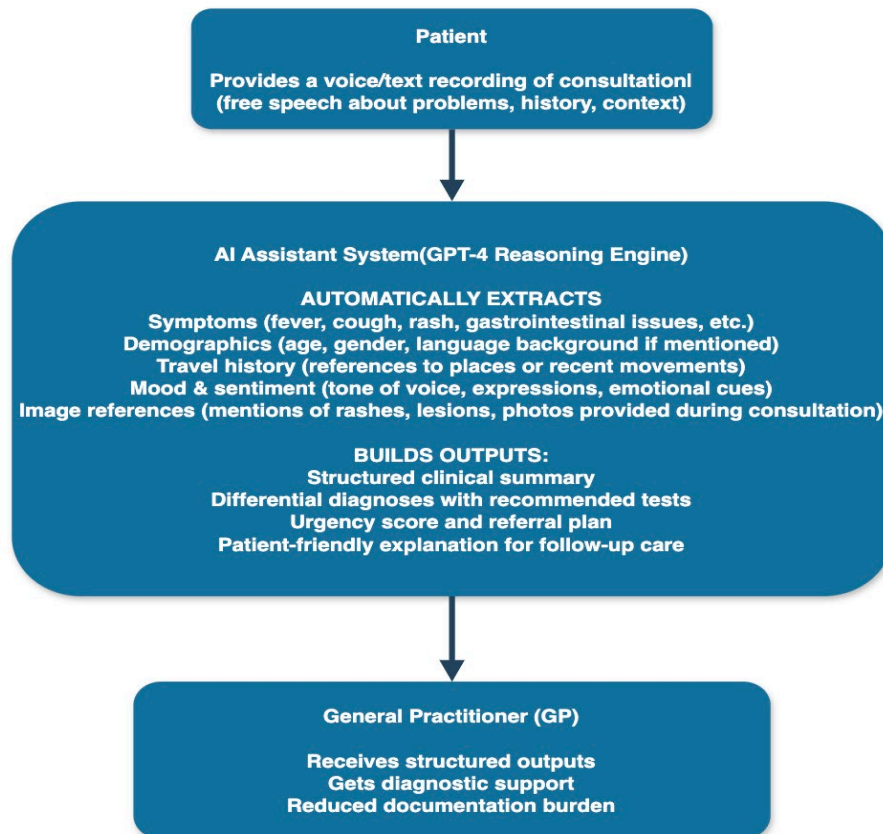 Patient
Provides a voice/text recording of consultationl
(free speech about problems, history, context)
AI Assistant System(GPT-4 Reasoning Engine)
AUTOMATICALLY EXTRACTS
Symptoms (fever, cough, rash, gastrointestinal issues, etc.)
Demographics (age, gender, language background if mentioned)
Travel history (references to places or recent movements)
Mood & sentiment (tone of voice, expressions, emotional cues)
Image references (mentions of rashes, lesions, photos provided during consultation)
BUILDS OUTPUTS:
Structured clinical summary
Differential diagnoses with recommended tests
Urgency score and referral plan
Patient-friendly explanation for follow-up care
General Practitioner (GP)
Receives structured outputs
Gets diagnostic support
Reduced documentation burden